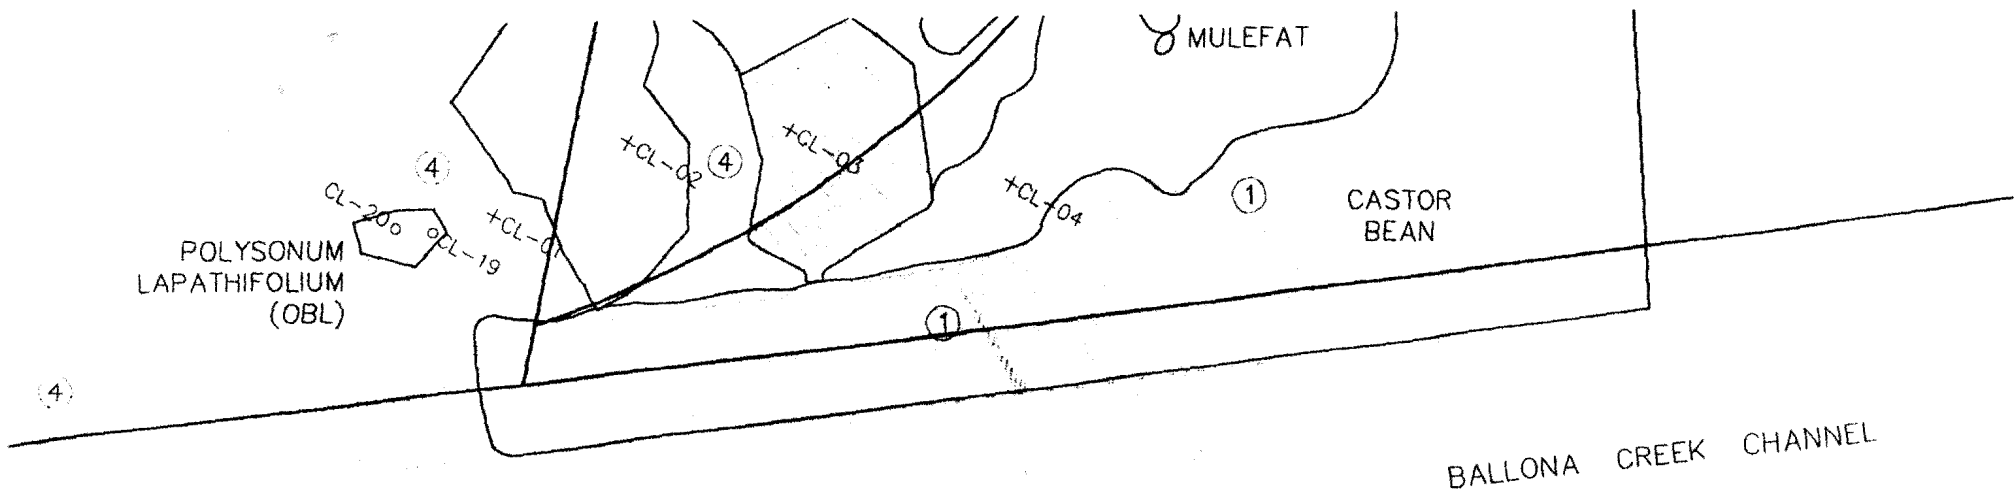 MULEFAT
+CL-02
4
+CL-03
4
CL-20
+CL-01
CL-19
+CL-04
1
CASTOR
BEAN
POLYSONUM
LAPATHIFOLIUM
(OBL)
1
4
BALLONA CREEK CHANNEL